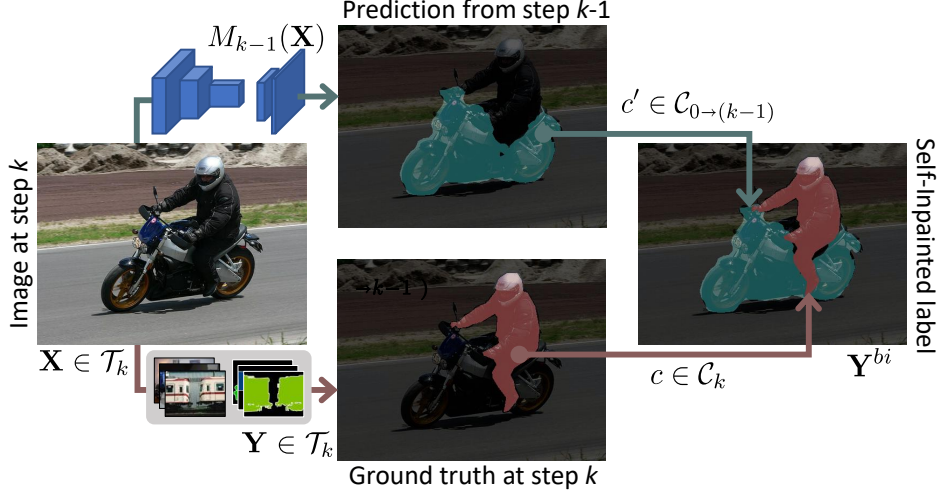 Prediction from step k-1
M_{k−1}(X)
c′ ∈ C_{0→(k−1)}
Image at step k
Self-Inpainted label
→k−1 )
X ∈ T_k
c ∈ C_k
Y^{bi}
Y ∈ T_k
Ground truth at step k